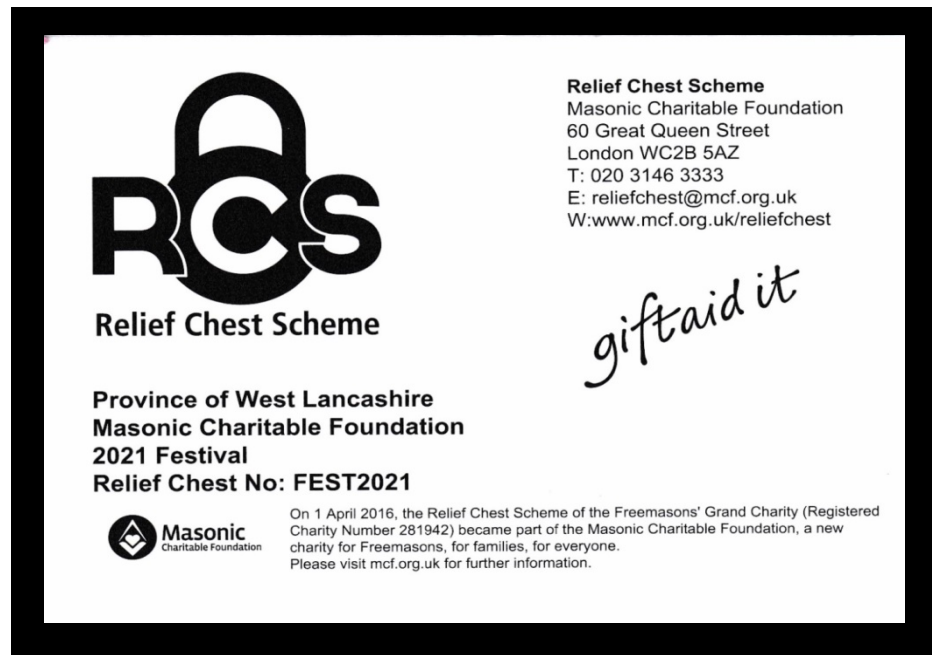 RCS
Relief Chest Scheme
Relief Chest Scheme
Masonic Charitable Foundation
60 Great Queen Street
London WC2B 5AZ
T: 020 3146 3333
E: reliefchest@mcf.org.uk
W:www.mcf.org.uk/reliefchest
giftaid it
Province of West Lancashire
Masonic Charitable Foundation
2021 Festival
Relief Chest No: FEST2021
Masonic
Charitable Foundation
On 1 April 2016, the Relief Chest Scheme of the Freemasons' Grand Charity (Registered
Charity Number 281942) became part of the Masonic Charitable Foundation, a new
charity for Freemasons, for families, for everyone.
Please visit mcf.org.uk for further information.